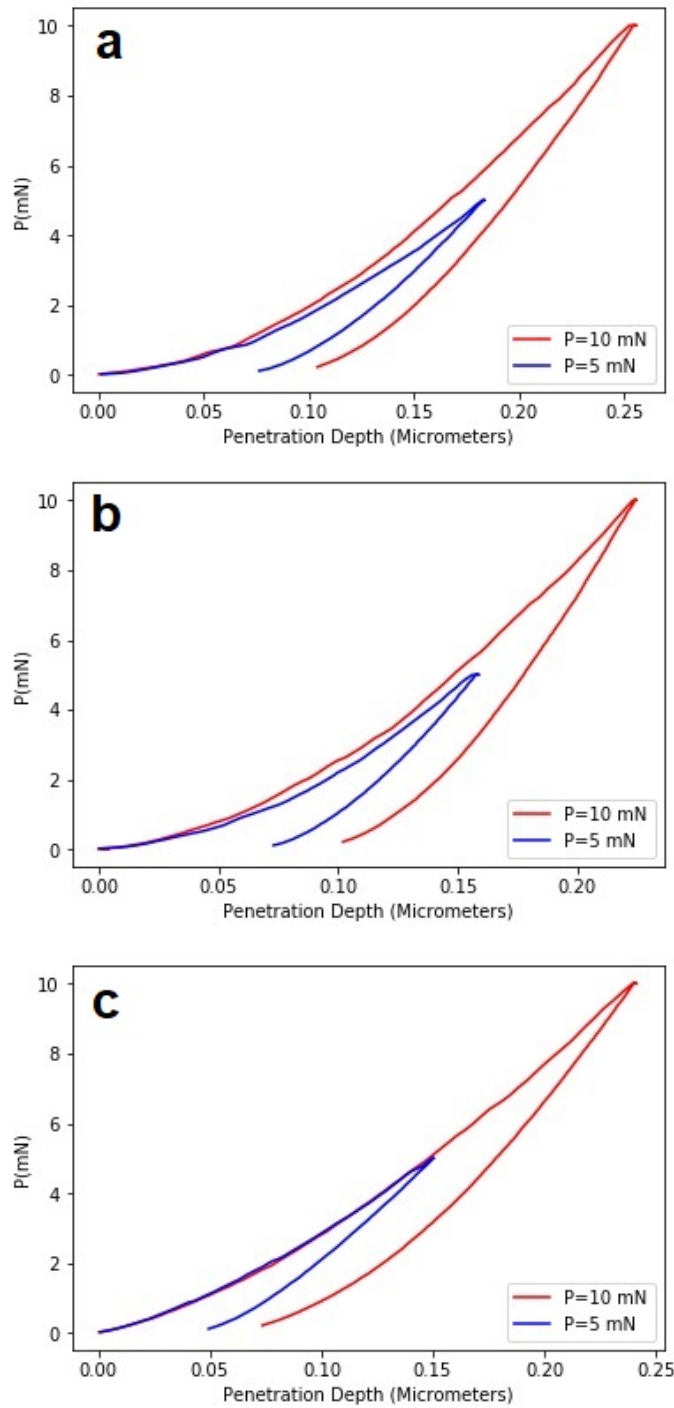 a
10
8
6
4
2
0
P(mN)
P=10 mN
P=5 mN
0.00 0.05 0.10 0.15 0.20 0.25
Penetration Depth (Micrometers)
b
10
8
6
4
2
0
P(mN)
P=10 mN
P=5 mN
0.00 0.05 0.10 0.15 0.20
Penetration Depth (Micrometers)
c
10
8
6
4
2
0
P(mN)
P=10 mN
P=5 mN
0.00 0.05 0.10 0.15 0.20 0.25
Penetration Depth (Micrometers)